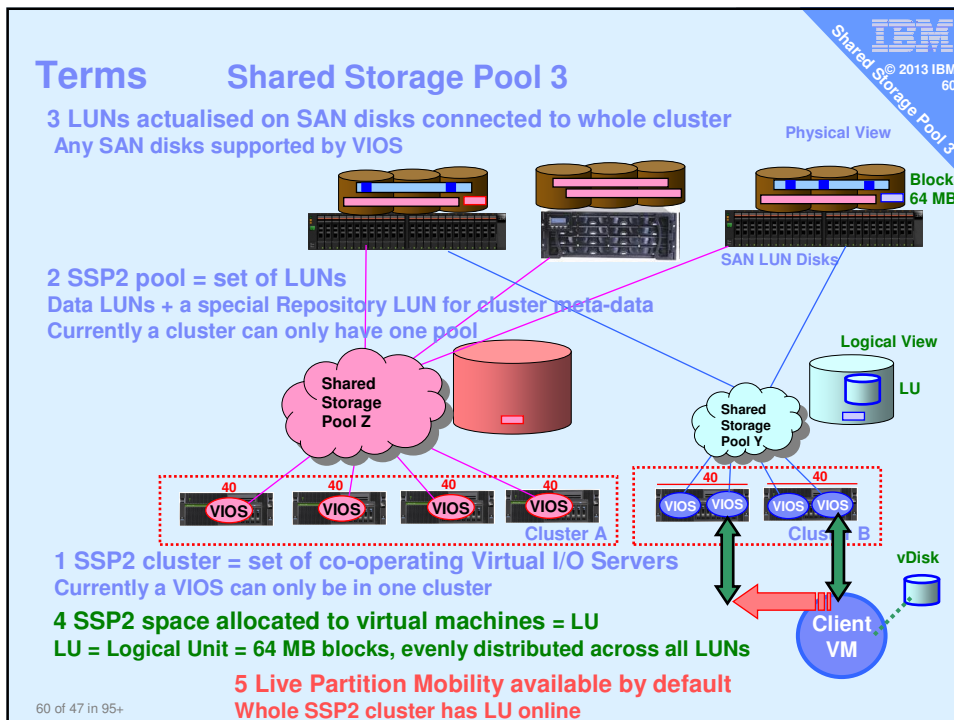 Terms Shared Storage Pool 3
IBM
© 2013 IBM
60
Shared Storage Pool 3
3 LUNs actualised on SAN disks connected to whole cluster
Any SAN disks supported by VIOS
Physical View
Block
64 MB
SAN LUN Disks
2 SSP2 pool = set of LUNs
Data LUNs + a special Repository LUN for cluster meta-data
Currently a cluster can only have one pool
Logical View
LU
Shared
Storage
Pool Z
Shared
Storage
Pool Y
40
40
40
40
40
40
VIOS
VIOS
VIOS
VIOS
VIOS
VIOS
VIOS
VIOS
Cluster A
Cluster B
1 SSP2 cluster = set of co-operating Virtual I/O Servers
Currently a VIOS can only be in one cluster
vDisk
4 SSP2 space allocated to virtual machines = LU
LU = Logical Unit = 64 MB blocks, evenly distributed across all LUNs
Client
VM
5 Live Partition Mobility available by default
Whole SSP2 cluster has LU online
60 of 47 in 95+